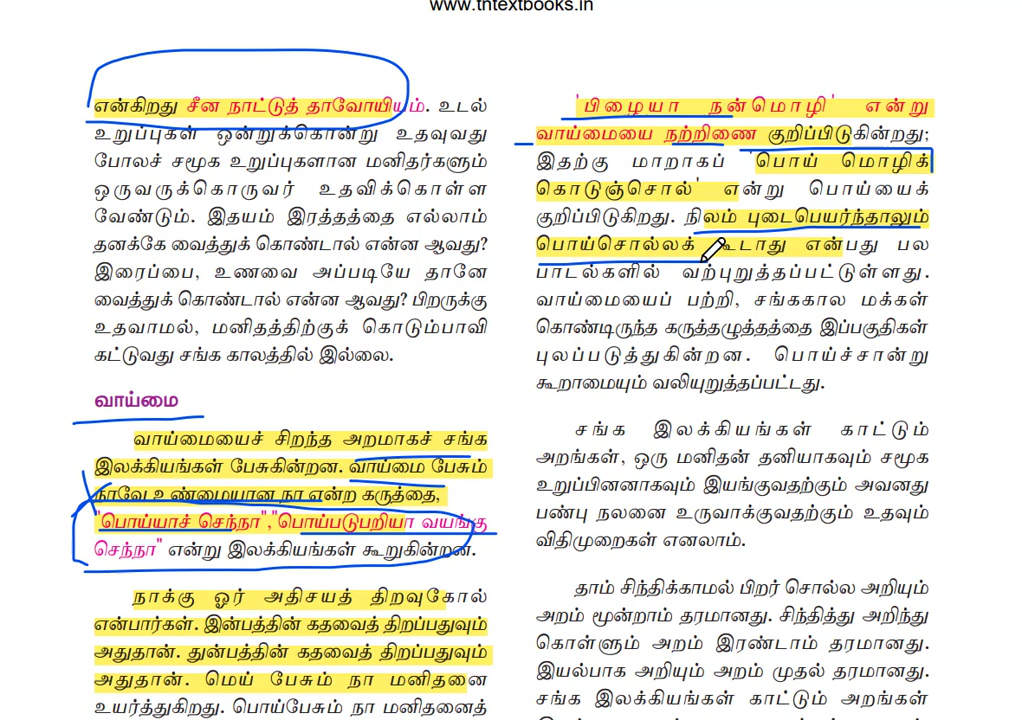 www.tntextbooks.in
என்கிறது சீன நாட்டுத் தாவோயியம். உடல்
உறுப்புகள் ஒன்றுக்கொன்று உதவுவது
போலச் சமூக உறுப்புகளான மனிதர்களும்
ஒருவருக்கொருவர் உதவிக்கொள்ள
வேண்டும். இதயம் இரத்தத்தை எல்லாம்
தனக்கே வைத்துக் கொண்டால் என்ன ஆவது?
இரைப்பை, உணவை அப்படியே தானே
வைத்துக் கொண்டால் என்ன ஆவது? பிறருக்கு
உதவாமல், மனிதத்திற்குக் கொடும்பாவி
கட்டுவது சங்க காலத்தில் இல்லை.
வாய்மை
வாய்மையைச் சிறந்த அறமாகச் சங்க
இலக்கியங்கள் பேசுகின்றன. வாய்மை பேசும்
நாவே உண்மையான நா என்ற கருத்தை,
"பொய்யாச் செந்நா","பொய்படுபறியா வயங்கு
செந்நா" என்று இலக்கியங்கள் கூறுகின்றன.
நாக்கு ஓர் அதிசயத் திறவுகோல்
என்பார்கள். இன்பத்தின் கதவைத் திறப்பதுவும்
அதுதான். துன்பத்தின் கதவைத் திறப்பதுவும்
அதுதான். மெய் பேசும் நா மனிதனை
உயர்த்துகிறது. பொய்பேசும் நா மனிதனைத்
'பிழையா நன்மொழி' என்று
வாய்மையை நற்றிணை குறிப்பிடுகின்றது;
இதற்கு மாறாகப் 'பொய் மொழிக்
கொடுஞ்சொல்' என்று பொய்யைக்
குறிப்பிடுகிறது. நிலம் புடைபெயர்ந்தாலும்
பொய்சொல்லக் கூடாது என்பது பல
பாடல்களில் வற்புறுத்தப்பட்டுள்ளது.
வாய்மையைப் பற்றி, சங்ககால மக்கள்
கொண்டிருந்த கருத்தழுத்தத்தை இப்பகுதிகள்
புலப்படுத்துகின்றன. பொய்ச்சான்று
கூறாமையும் வலியுறுத்தப்பட்டது.
சங்க இலக்கியங்கள் காட்டும்
அறங்கள், ஒரு மனிதன் தனியாகவும் சமூக
உறுப்பினனாகவும் இயங்குவதற்கும் அவனது
பண்பு நலனை உருவாக்குவதற்கும் உதவும்
விதிமுறைகள் எனலாம்.
தாம் சிந்திக்காமல் பிறர் சொல்ல அறியும்
அறம் மூன்றாம் தரமானது. சிந்தித்து அறிந்து
கொள்ளும் அறம் இரண்டாம் தரமானது.
இயல்பாக அறியும் அறம் முதல் தரமானது.
சங்க இலக்கியங்கள் காட்டும் அறங்கள்